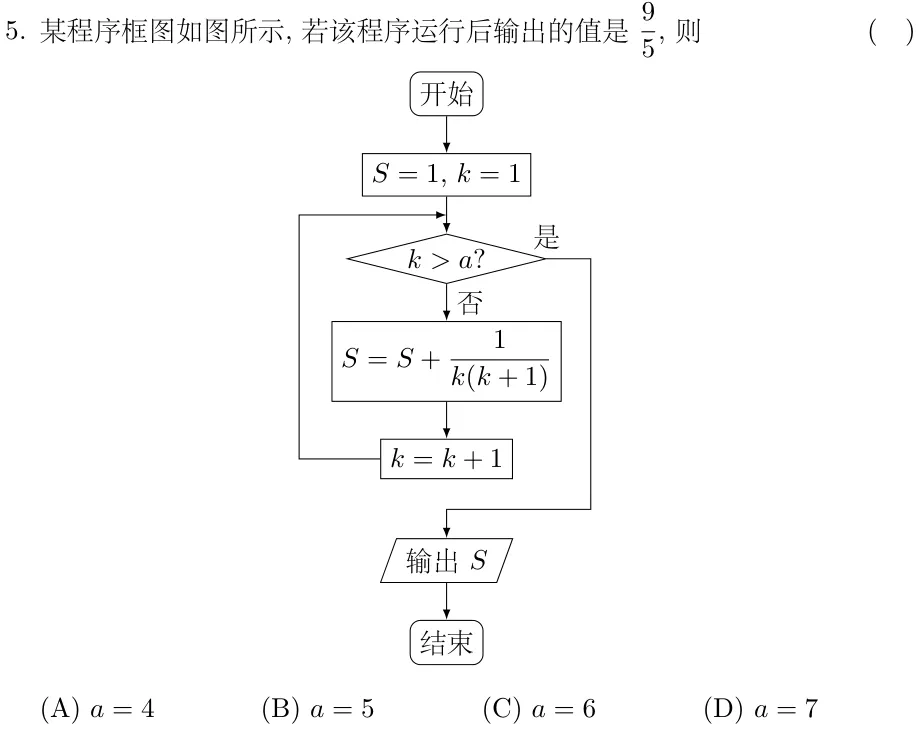 5. 某程序框图如图所示, 若该程序运行后输出的值是 9/5, 则 ( )
开始
S = 1, k = 1
k > a?
是
否
S = S + 1/(k(k + 1))
k = k + 1
输出 S
结束
(A) a = 4 (B) a = 5 (C) a = 6 (D) a = 7